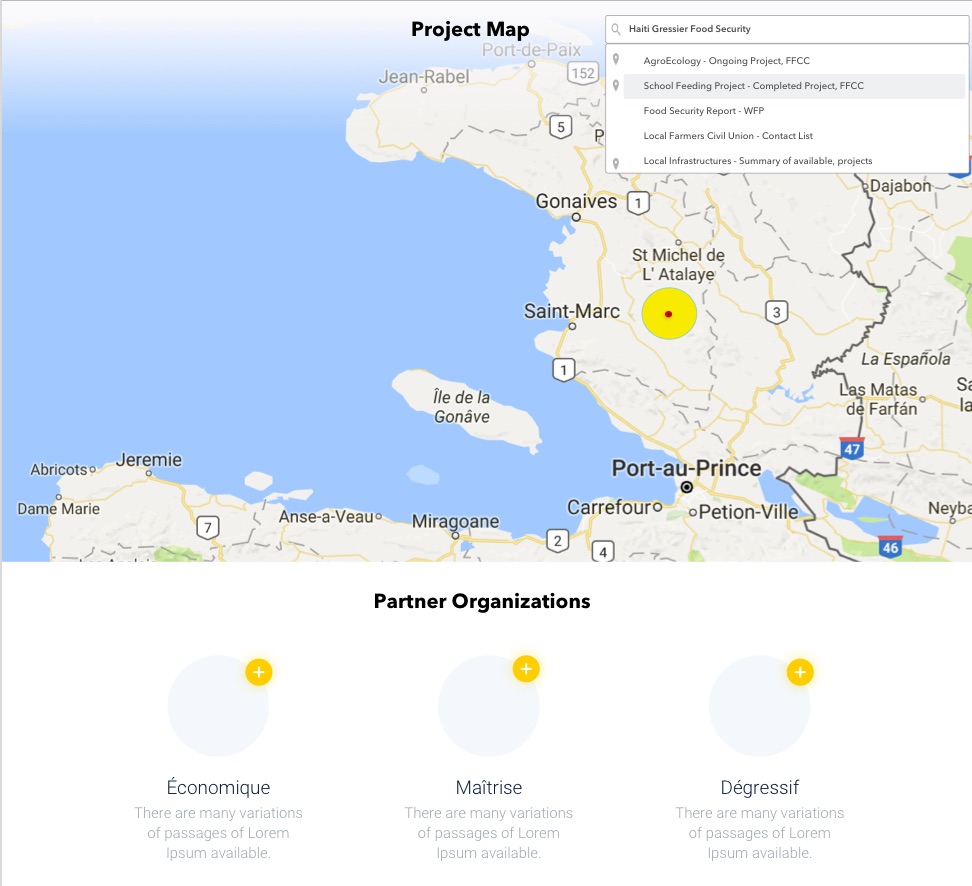 Project Map
Haiti Gressier Food Security
AgroEcology - Ongoing Project, FFCC
School Feeding Project - Completed Project, FFCC
Food Security Report - WFP
Local Farmers Civil Union - Contact List
Local Infrastructures - Summary of available, projects
Port-de-Paix
Jean-Rabel
152
5
P
Dajabon
Gonaives
1
St Michel de
L' Atalaye
Saint-Marc
3
1
La Española
Île de la
Gonâve
Las Matas
de Farfán
Sa
la
47
Port-au-Prince
Abricots
Jeremie
Dame Marie
Carrefour
Petion-Ville
Neyba
7
Anse-a-Veau
Miragoane
2
4
46
Partner Organizations
+
+
+
Économique
Maîtrise
Dégressif
There are many variations
of passages of Lorem
Ipsum available.
There are many variations
of passages of Lorem
Ipsum available.
There are many variations
of passages of Lorem
Ipsum available.